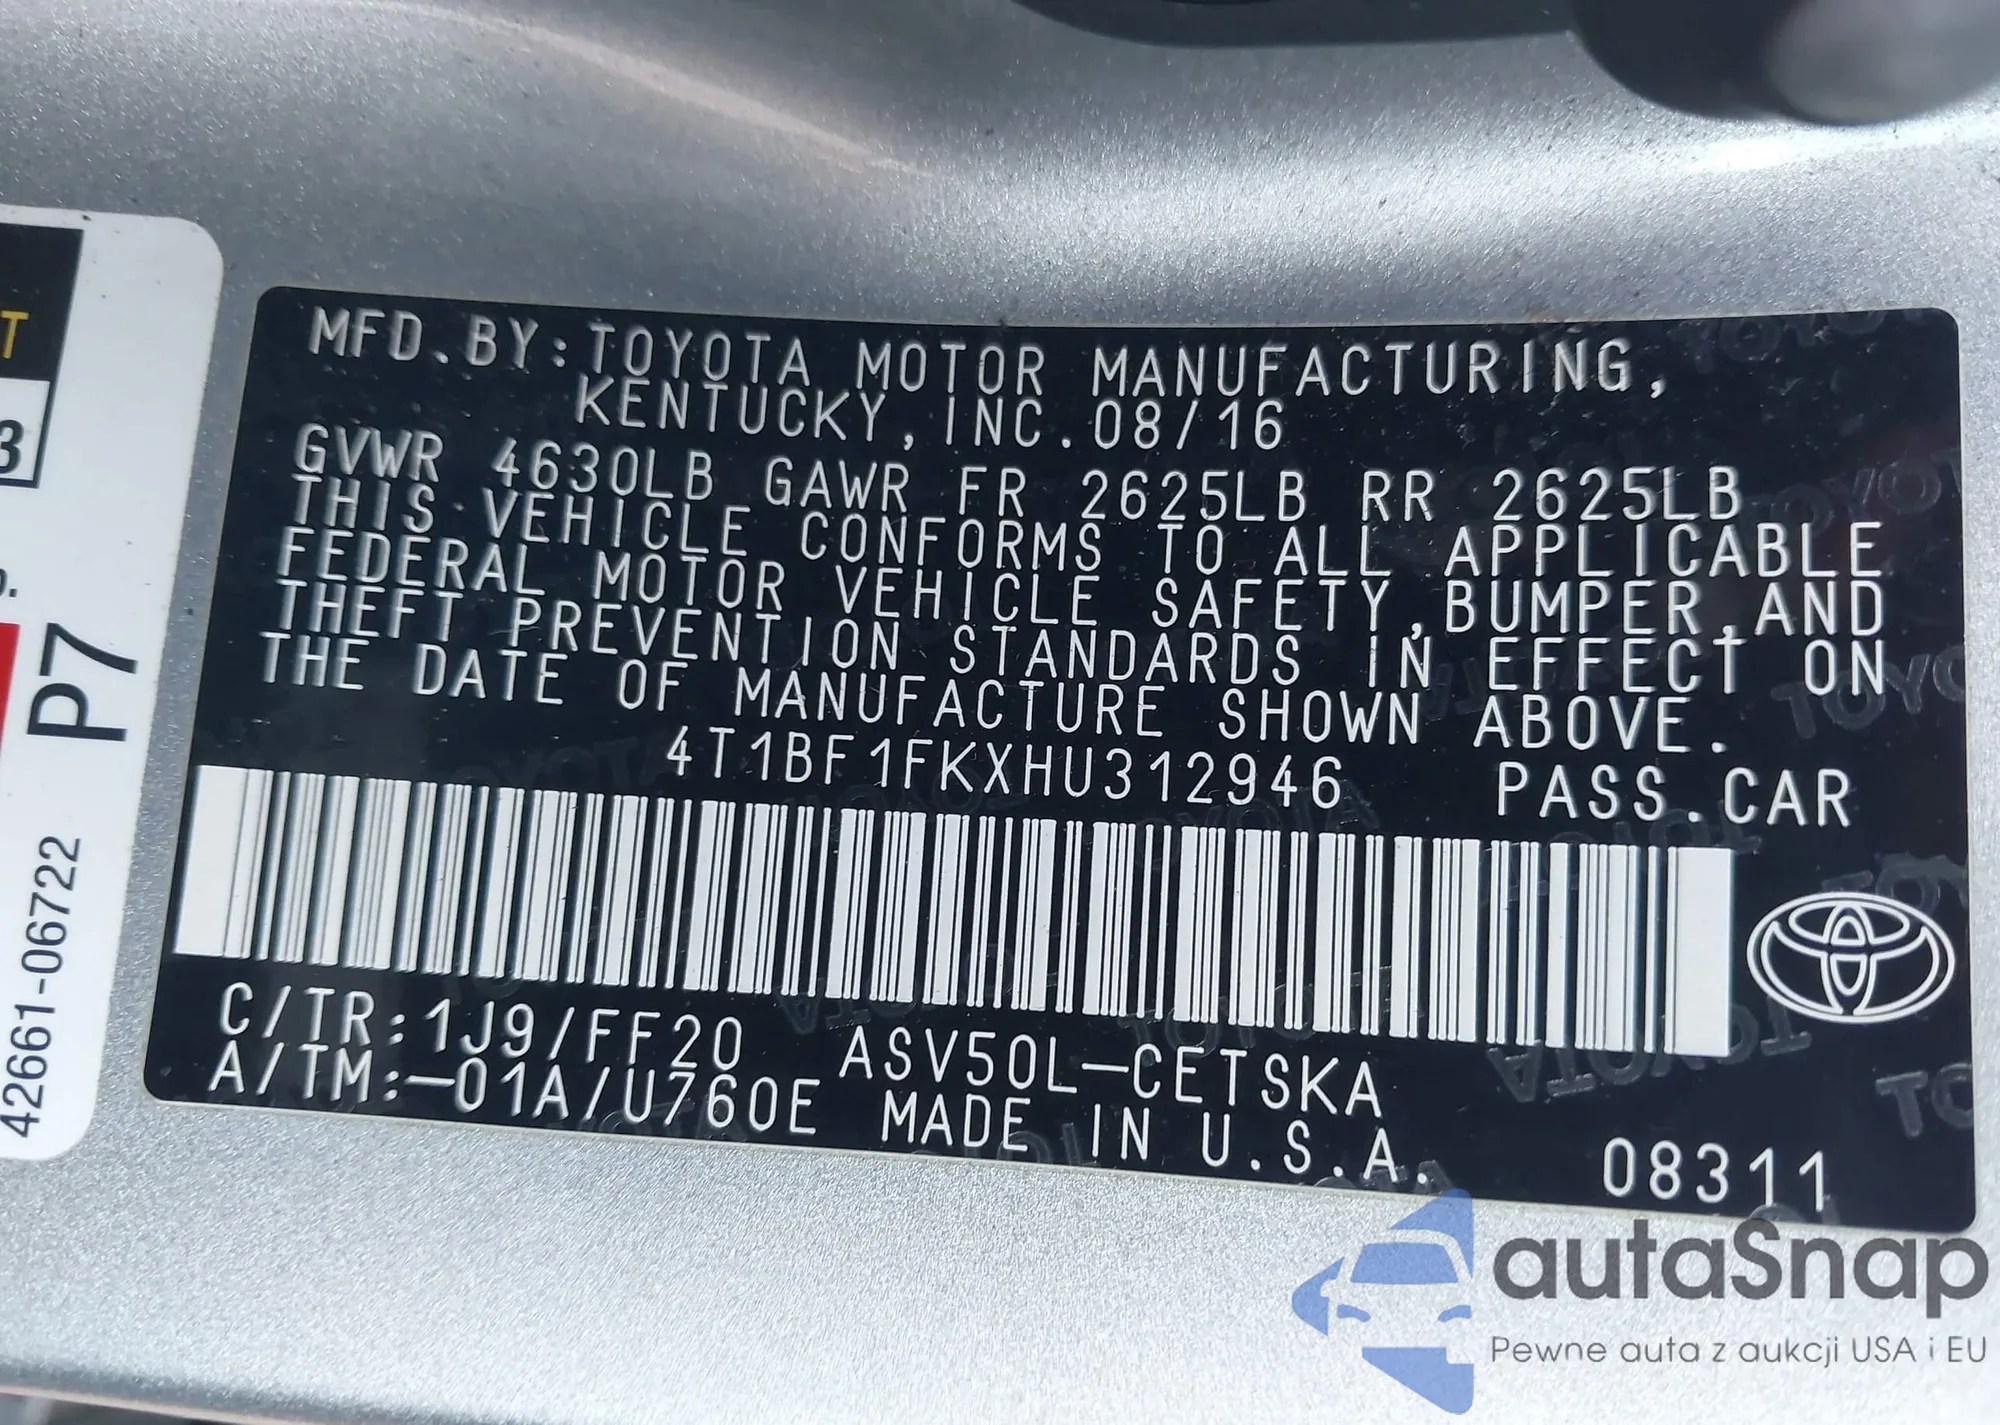 MFD.BY:TOYOTA MOTOR MANUFACTURING,
KENTUCKY,INC.08/16
GVWR 4630LB GAWR FR 2625LB RR 2625LB
THIS VEHICLE CONFORMS TO ALL APPLICABLE
FEDERAL MOTOR VEHICLE SAFETY,BUMPER,AND
THEFT PREVENTION STANDARDS IN EFFECT ON
THE DATE OF MANUFACTURE SHOWN ABOVE.
4T1BF1FKXHU312946 PASS.CAR
C/TR:1J9/FF20 ASV50L-CETSKA
A/TM:-01A/U760E MADE IN U.S.A.
08311
T
3
P7
42661-06722
autaSnap
Pewne auta z aukcji USA i EU